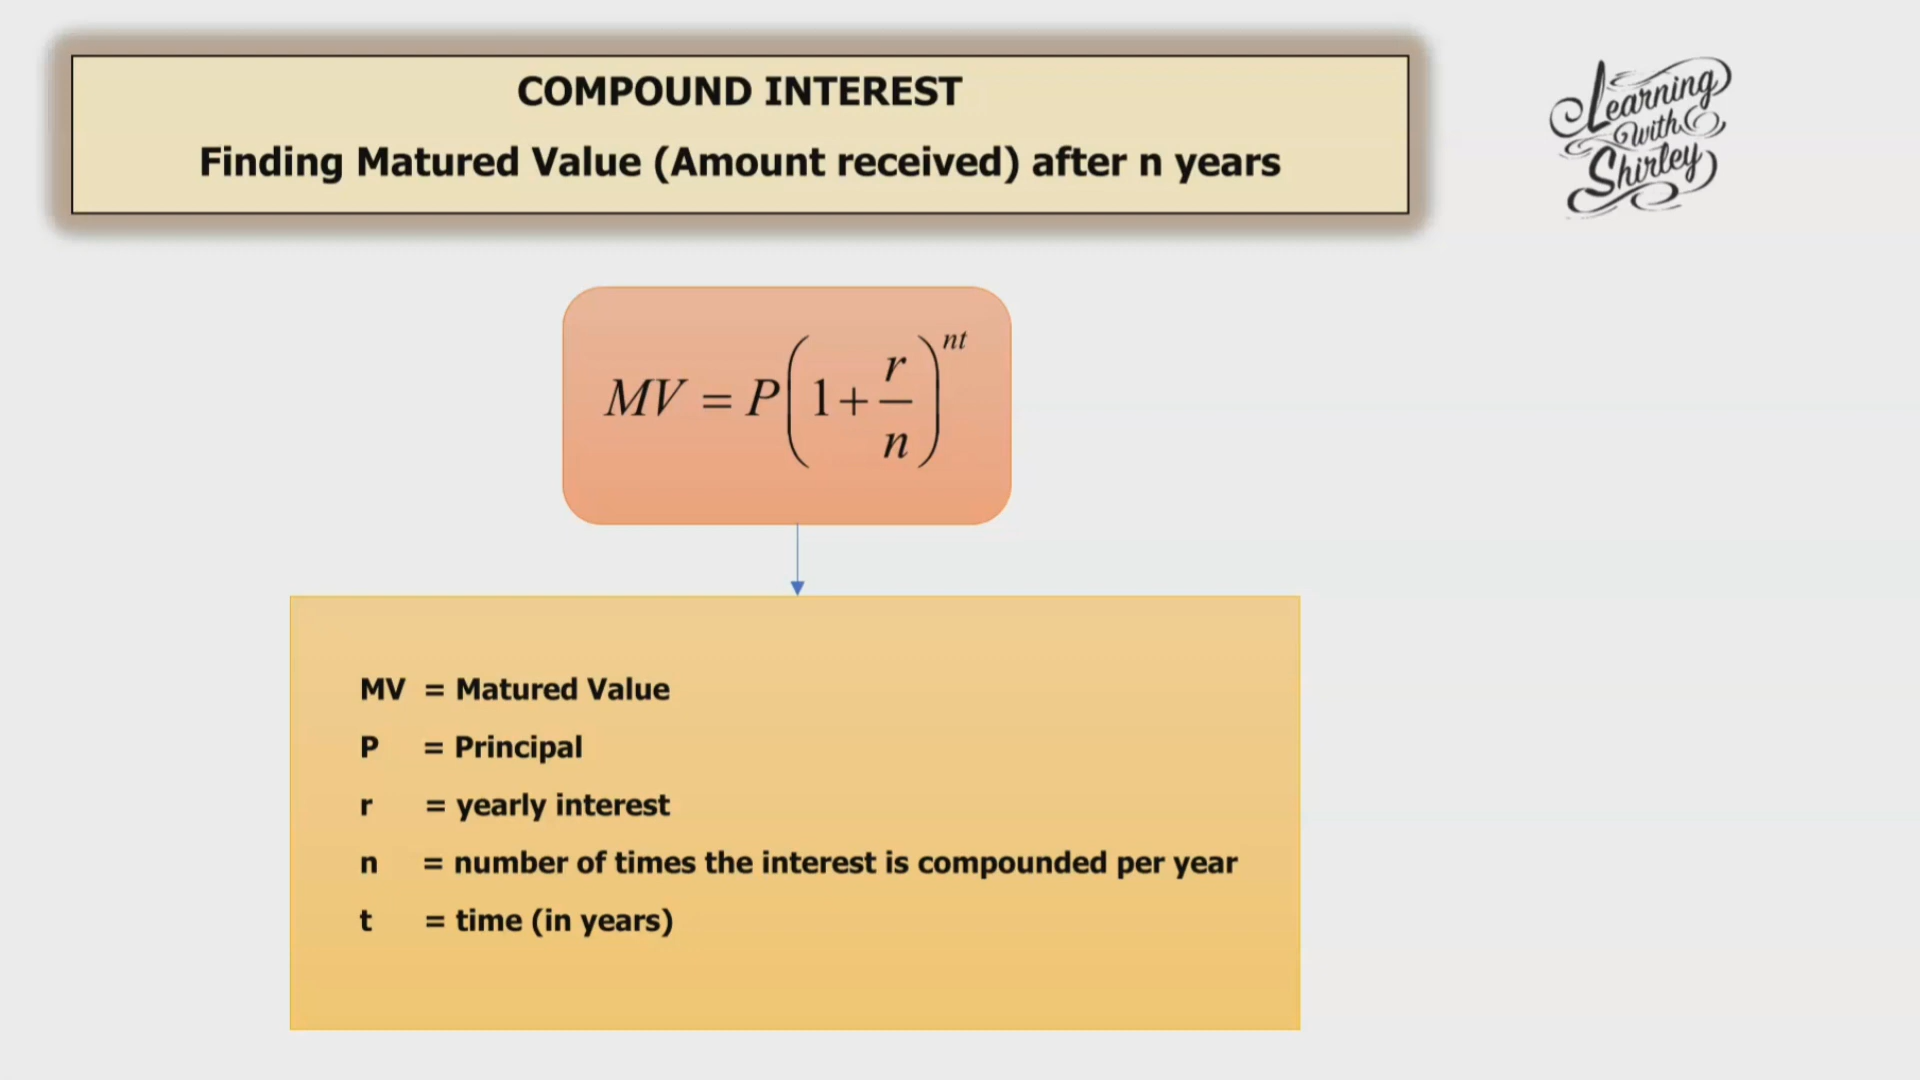 COMPOUND INTEREST
Finding Matured Value (Amount received) after n years
Learning
with
Shirley
MV = P(1+r/n)^nt
MV = Matured Value
P = Principal
r = yearly interest
n = number of times the interest is compounded per year
t = time (in years)